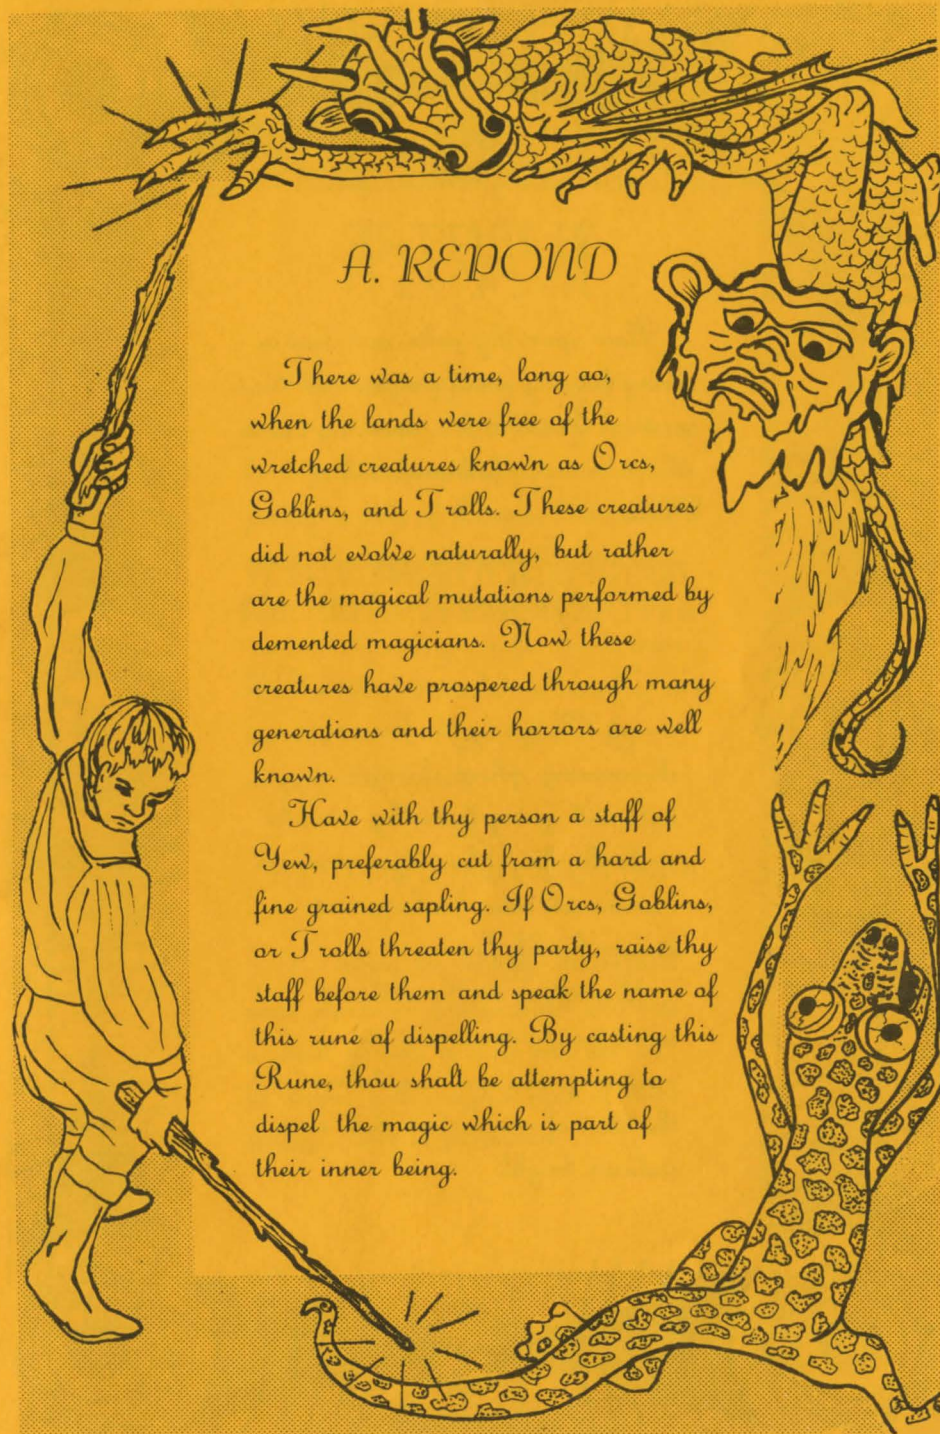 A. REPOND
There was a time, long ao,
when the lands were free of the
wretched creatures known as Orcs,
Goblins, and Trolls. These creatures
did not evolve naturally, but rather
are the magical mutations performed by
demented magicians. Now these
creatures have prospered through many
generations and their horrors are well
known.
Have with thy person a staff of
Yew, preferably cut from a hard and
fine grained sapling. If Orcs, Goblins,
or Trolls threaten thy party, raise thy
staff before them and speak the name of
this rune of dispelling. By casting this
Rune, thou shalt be attempting to
dispel the magic which is part of
their inner being.